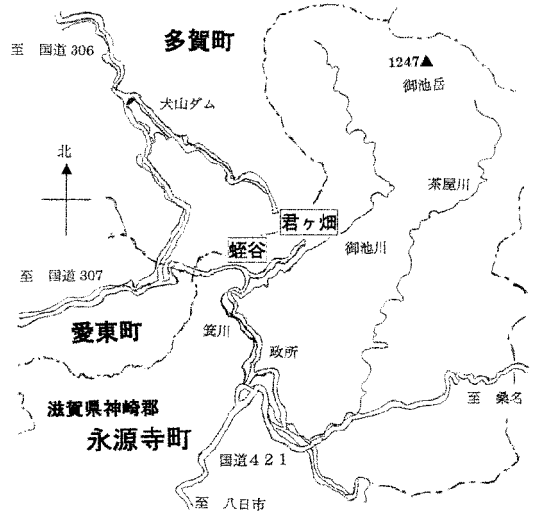 多賀町
至 国道306
1247▲
御池岳
犬山ダム
北
茶屋川
君ヶ畑
蛭谷
御池川
至 国道307
愛東町
箕川
政所
至 桑名
滋賀県神崎郡
永源寺町
国道421
至 八日市